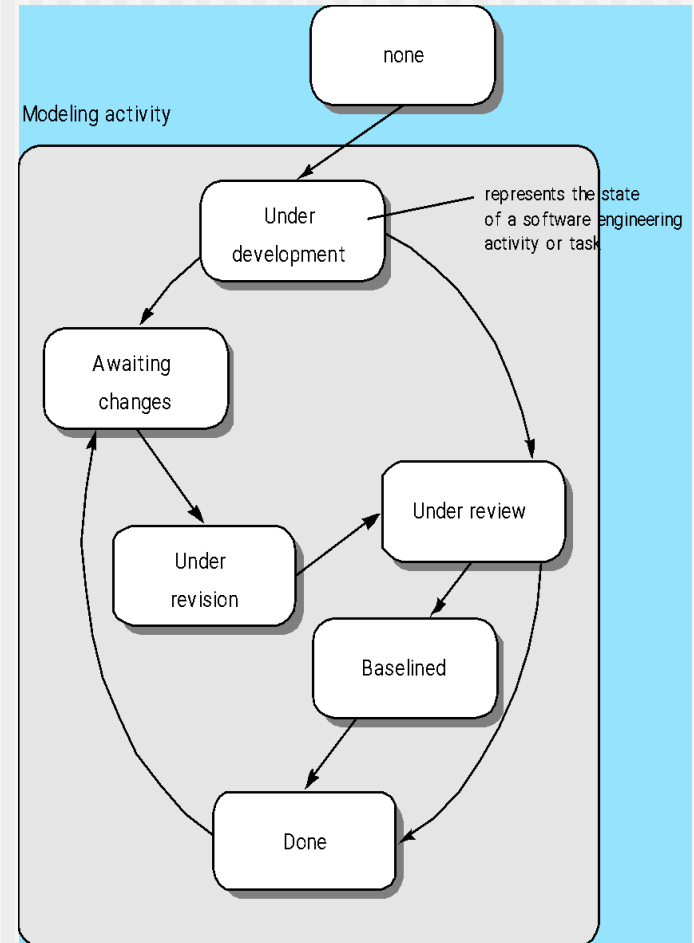 none
Modeling activity
represents the state
of a software engineering
activity or task
Under
development
Awaiting
changes
Under review
Under
revision
Baselined
Done